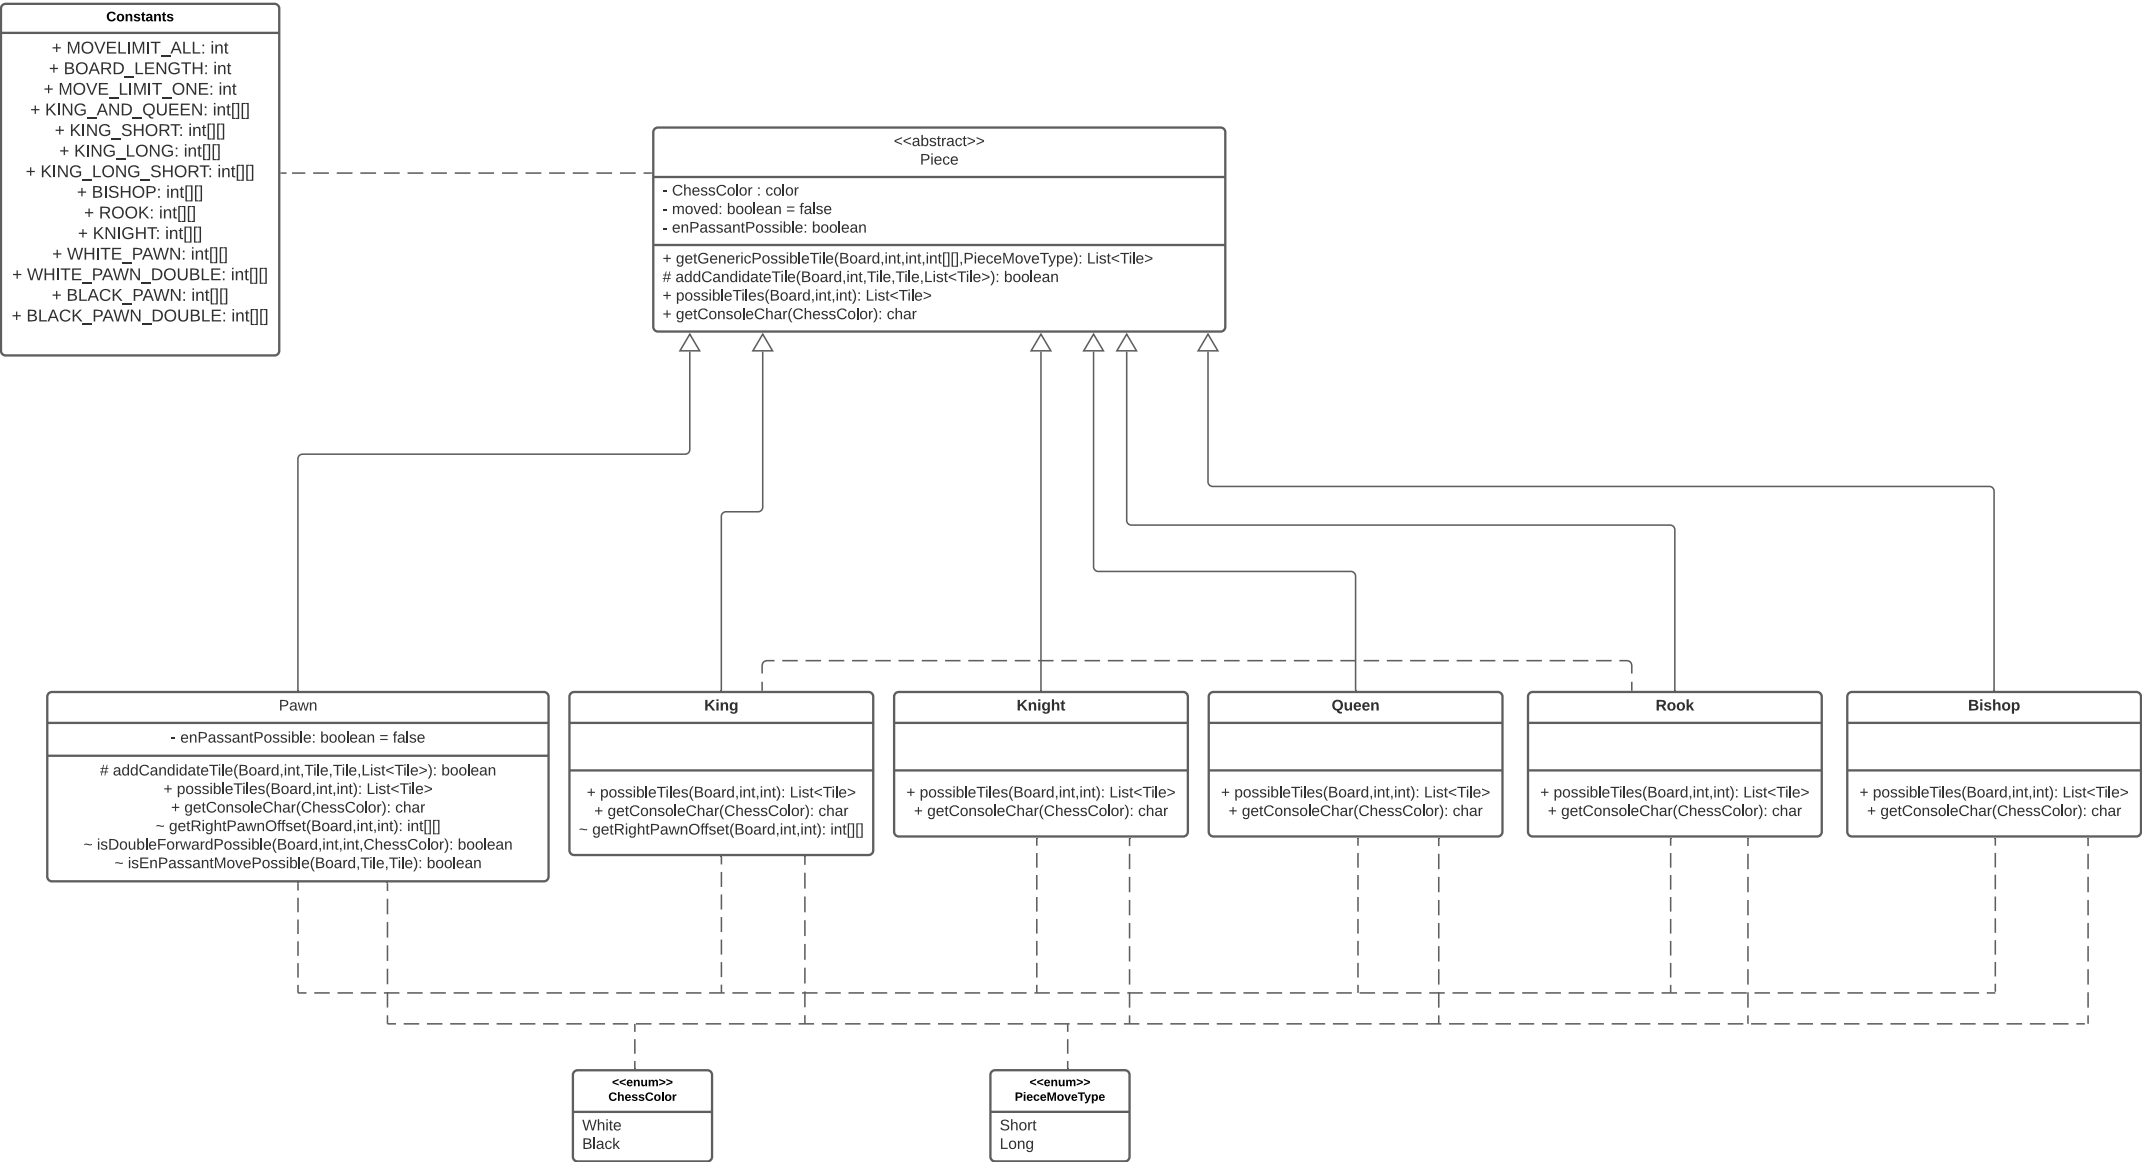 Constants
+ MOVELIMIT_ALL: int
+ BOARD_LENGTH: int
+ MOVE_LIMIT_ONE: int
+ KING_AND_QUEEN: int[][]
+ KING_SHORT: int[][]
+ KING_LONG: int[][]
+ KING_LONG_SHORT: int[][]
+ BISHOP: int[][]
+ ROOK: int[][]
+ KNIGHT: int[][]
+ WHITE_PAWN: int[][]
+ WHITE_PAWN_DOUBLE: int[][]
+ BLACK_PAWN: int[][]
+ BLACK_PAWN_DOUBLE: int[][]
<<abstract>>
Piece
- ChessColor : color
- moved: boolean = false
- enPassantPossible: boolean
+ getGenericPossibleTile(Board,int,int,int[][],PieceMoveType): List<Tile>
# addCandidateTile(Board,int,Tile,Tile,List<Tile>): boolean
+ possibleTiles(Board,int,int): List<Tile>
+ getConsoleChar(ChessColor): char
Pawn
- enPassantPossible: boolean = false
# addCandidateTile(Board,int,Tile,Tile,List<Tile>): boolean
+ possibleTiles(Board,int,int): List<Tile>
+ getConsoleChar(ChessColor): char
~ getRightPawnOffset(Board,int,int): int[][]
~ isDoubleForwardPossible(Board,int,int,ChessColor): boolean
~ isEnPassantMovePossible(Board,Tile,Tile): boolean
King
+ possibleTiles(Board,int,int): List<Tile>
+ getConsoleChar(ChessColor): char
~ getRightPawnOffset(Board,int,int): int[][]
Knight
+ possibleTiles(Board,int,int): List<Tile>
+ getConsoleChar(ChessColor): char
Queen
+ possibleTiles(Board,int,int): List<Tile>
+ getConsoleChar(ChessColor): char
Rook
+ possibleTiles(Board,int,int): List<Tile>
+ getConsoleChar(ChessColor): char
Bishop
+ possibleTiles(Board,int,int): List<Tile>
+ getConsoleChar(ChessColor): char
<<enum>>
ChessColor
White
Black
<<enum>>
PieceMoveType
Short
Long